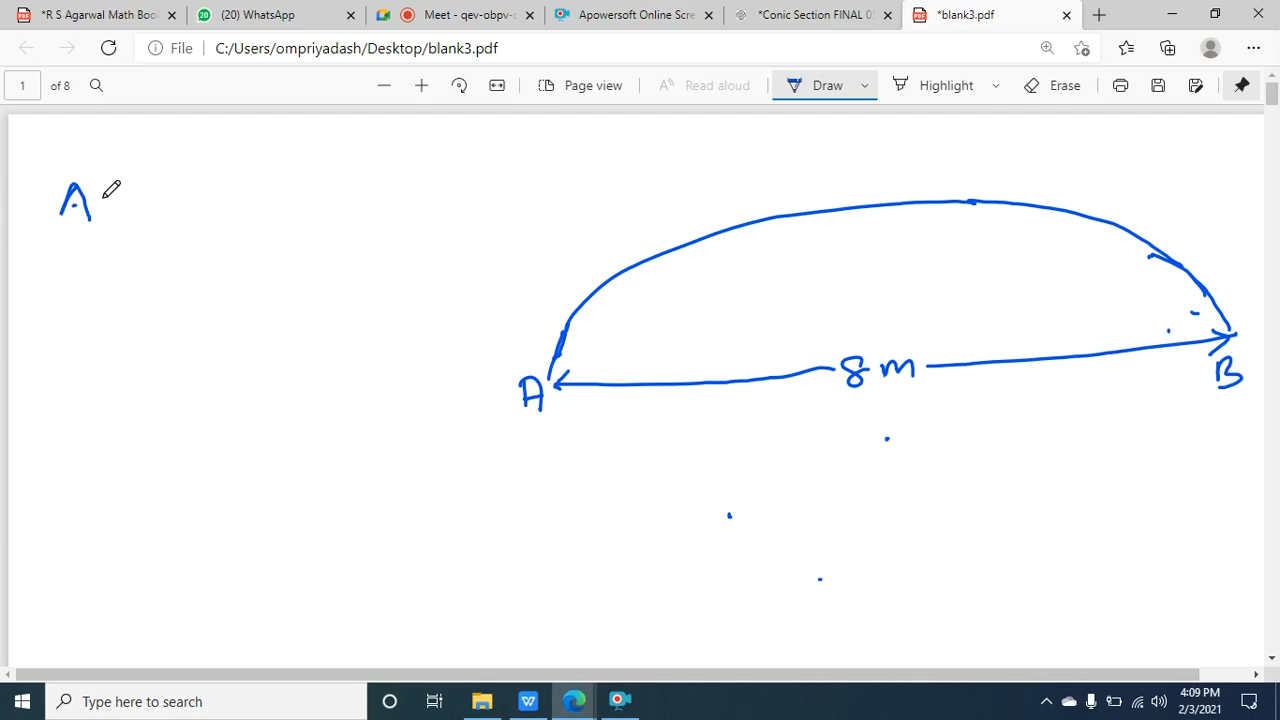 *R S Agarwal Math Boo
(20) WhatsApp
Meet - qev-obpv-c
Apowersoft Online Scre
*Conic Section FINAL 05
*blank3.pdf
File C:/Users/ompriyadash/Desktop/blank3.pdf
1 of 8 Page view Read aloud Draw Highlight Erase
A
8 m
A
B
Type here to search
4:09 PM
2/3/2021